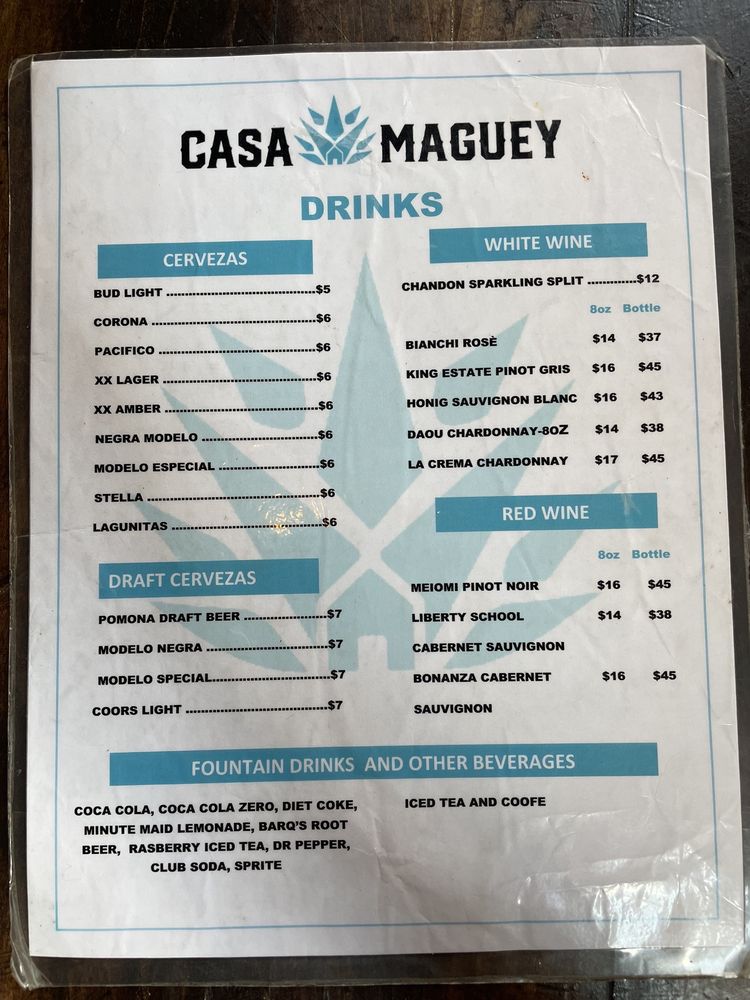 CASA MAGUEY
DRINKS
CERVEZAS
BUD LIGHT ....................................$5
CORONA ........................................$6
PACIFICO ......................................$6
XX LAGER .....................................$6
XX AMBER .....................................$6
NEGRA MODELO ...............................$6
MODELO ESPECIAL .........................$6
STELLA ..........................................$6
LAGUNITAS ....................................$6
DRAFT CERVEZAS
POMONA DRAFT BEER ....................$7
MODELO NEGRA .............................$7
MODELO SPECIAL............................$7
COORS LIGHT ..................................$7
WHITE WINE
CHANDON SPARKLING SPLIT ............$12
8oz Bottle
BIANCHI ROSÈ $14 $37
KING ESTATE PINOT GRIS $16 $45
HONIG SAUVIGNON BLANC $16 $43
DAOU CHARDONNAY-8OZ $14 $38
LA CREMA CHARDONNAY $17 $45
RED WINE
8oz Bottle
MEIOMI PINOT NOIR $16 $45
LIBERTY SCHOOL $14 $38
CABERNET SAUVIGNON
BONANZA CABERNET $16 $45
SAUVIGNON
FOUNTAIN DRINKS AND OTHER BEVERAGES
COCA COLA, COCA COLA ZERO, DIET COKE,
MINUTE MAID LEMONADE, BARQ'S ROOT
BEER, RASBERRY ICED TEA, DR PEPPER,
CLUB SODA, SPRITE
ICED TEA AND COOFE